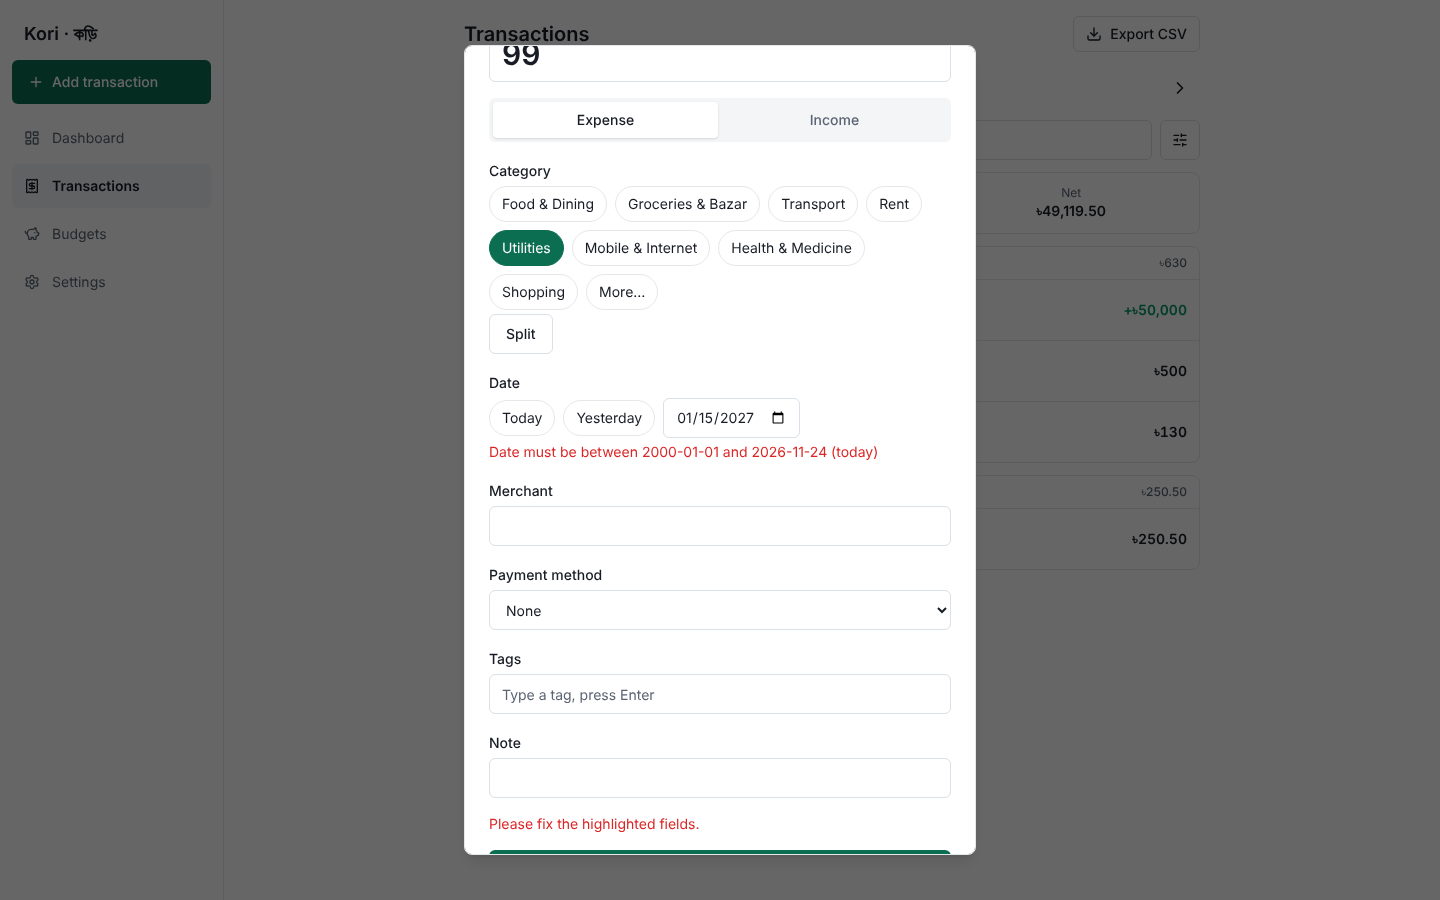 Kori · কড়ি
Add transaction
Dashboard
Transactions
Budgets
Settings
Transactions
Export CSV
Net
৳49,119.50
৳630
+৳50,000
৳500
৳130
৳250.50
৳250.50
99
Expense
Income
Category
Food & Dining
Groceries & Bazar
Transport
Rent
Utilities
Mobile & Internet
Health & Medicine
Shopping
More...
Split
Date
Today
Yesterday
01/15/2027
Date must be between 2000-01-01 and 2026-11-24 (today)
Merchant
Payment method
None
Tags
Type a tag, press Enter
Note
Please fix the highlighted fields.